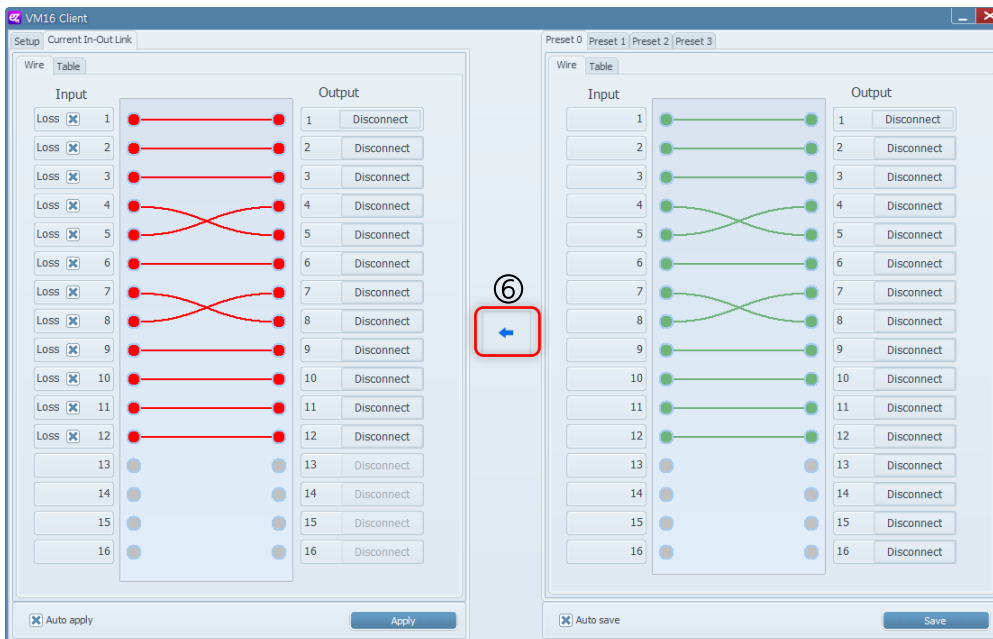 ez VM16 Client
Setup Current In-Out Link
Wire Table
Input Output
Loss 1 1 Disconnect
Loss 2 2 Disconnect
Loss 3 3 Disconnect
Loss 4 4 Disconnect
Loss 5 5 Disconnect
Loss 6 6 Disconnect
Loss 7 7 Disconnect
Loss 8 8 Disconnect
Loss 9 9 Disconnect
Loss 10 10 Disconnect
Loss 11 11 Disconnect
Loss 12 12 Disconnect
13 13 Disconnect
14 14 Disconnect
15 15 Disconnect
16 16 Disconnect
Auto apply Apply
⑥
Preset 0 Preset 1 Preset 2 Preset 3
Wire Table
Input Output
1 1 Disconnect
2 2 Disconnect
3 3 Disconnect
4 4 Disconnect
5 5 Disconnect
6 6 Disconnect
7 7 Disconnect
8 8 Disconnect
9 9 Disconnect
10 10 Disconnect
11 11 Disconnect
12 12 Disconnect
13 13 Disconnect
14 14 Disconnect
15 15 Disconnect
16 16 Disconnect
Auto save Save